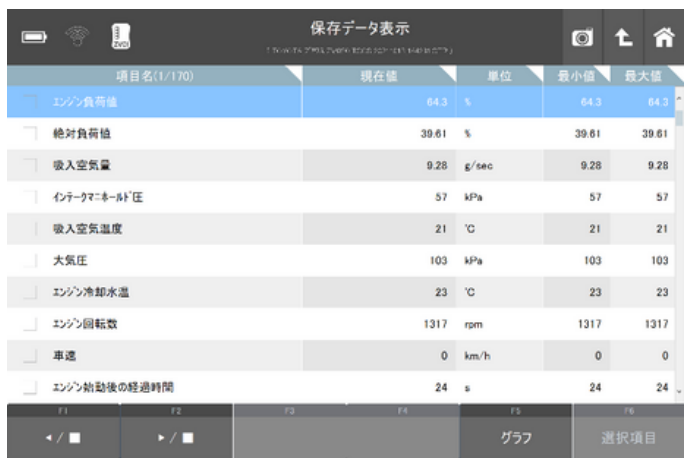 ZVOI
保存データ表示
項目名(1/170) 現在値 単位 最小値 最大値
エンジン負荷値 64.3 % 64.3 64.3
絶対負荷値 39.61 % 39.61 39.61
吸入空気量 9.28 g/sec 9.28 9.28
インテークマニホールド圧 57 kPa 57 57
吸入空気温度 21 ℃ 21 21
大気圧 103 kPa 103 103
エンジン冷却水温 23 ℃ 23 23
エンジン回転数 1317 rpm 1317 1317
車速 0 km/h 0 0
エンジン始動後の経過時間 24 s 24 24
F1 F2 F3 F4 F5 F6
◂/■ ▸/■ グラフ 選択項目